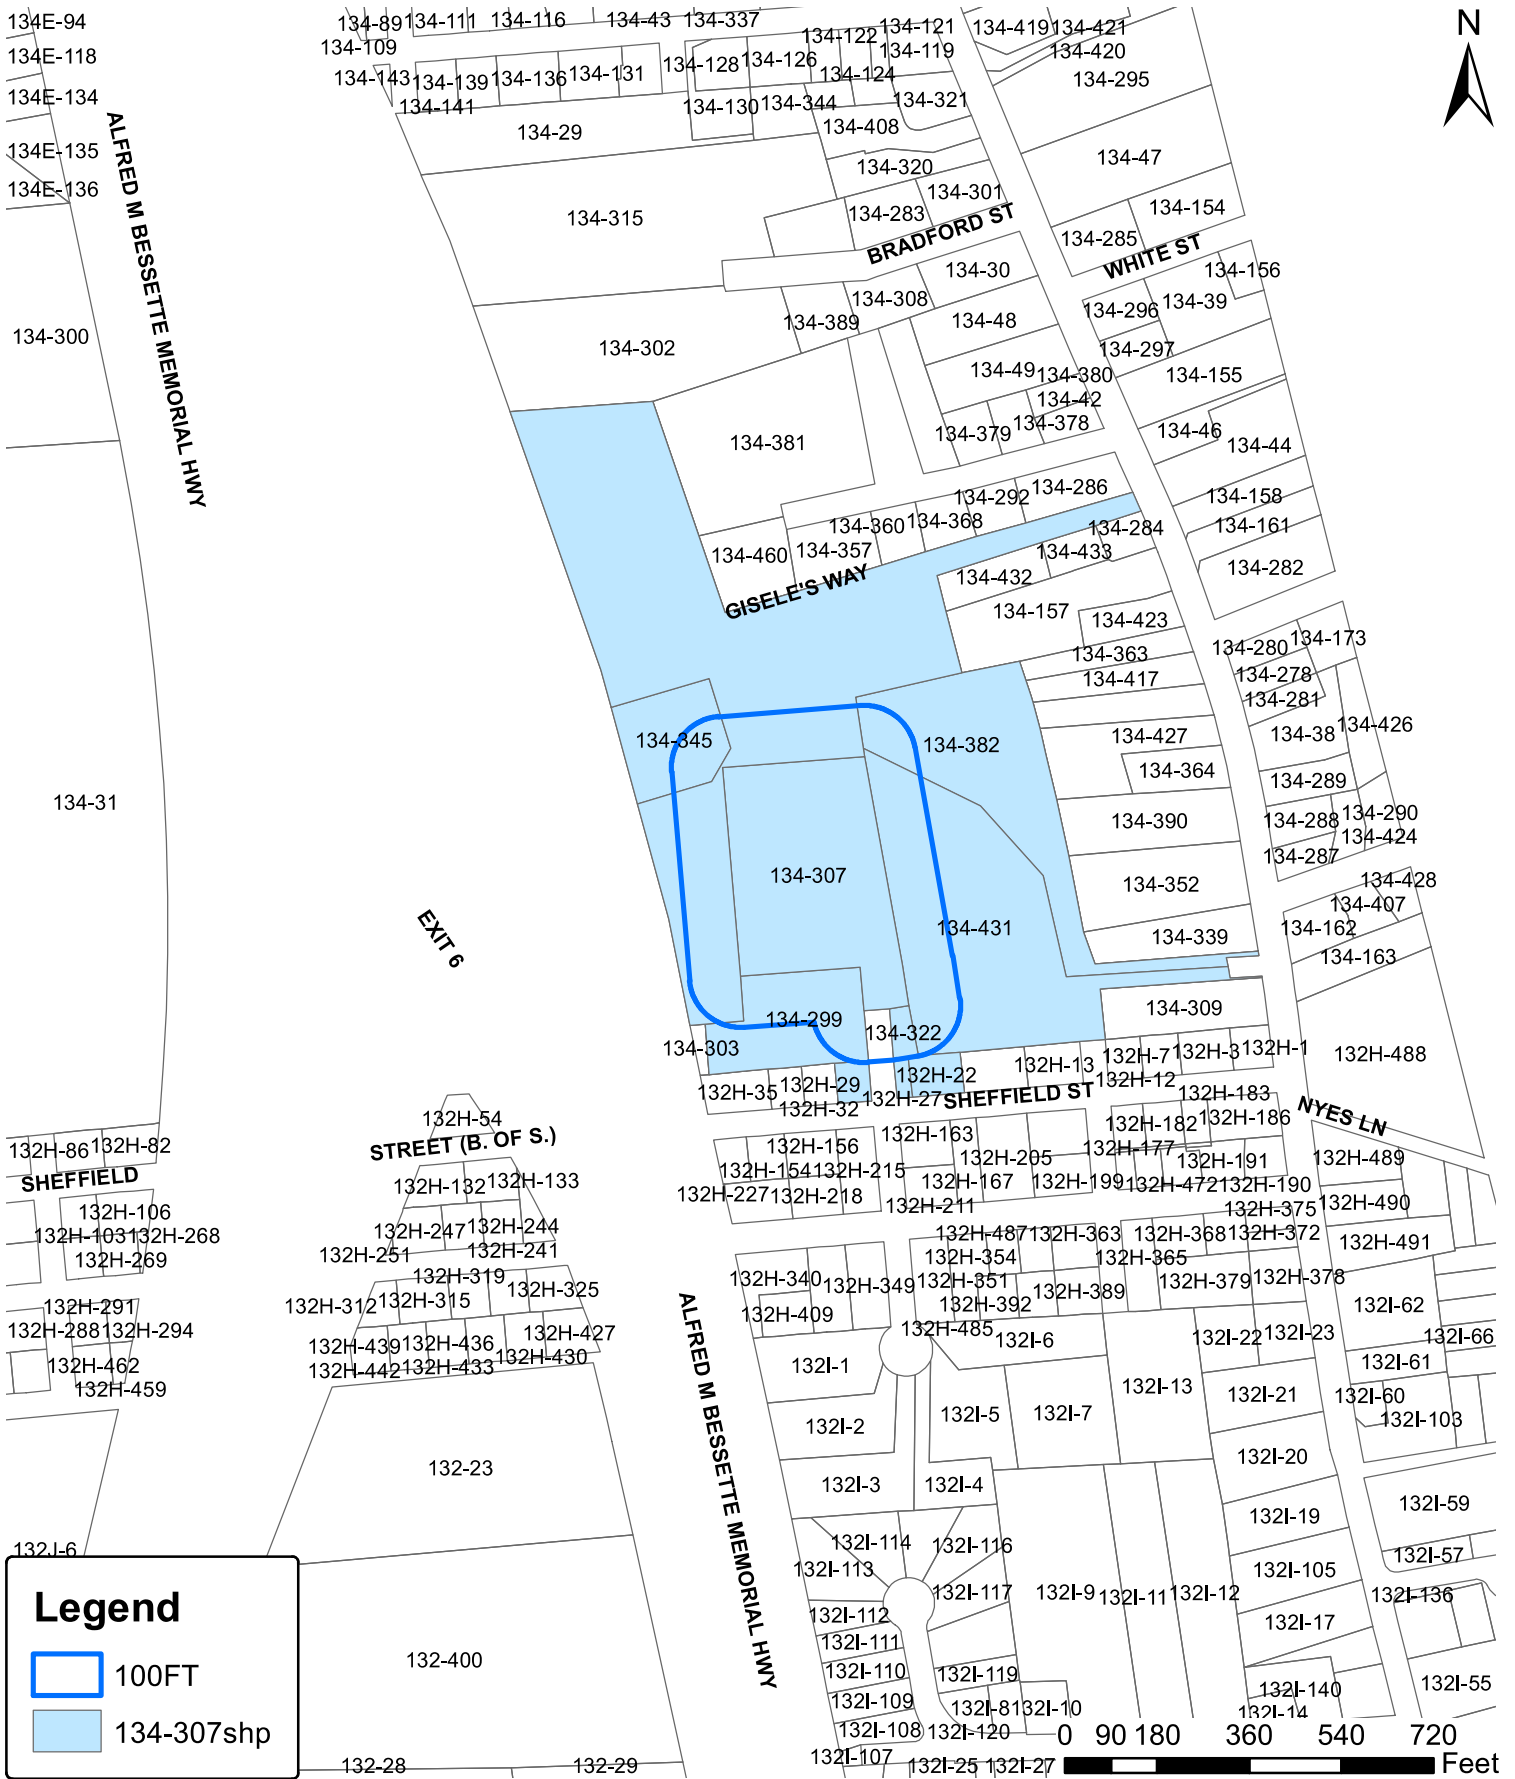 134E-94
134-89
134-111
134-116
134-43
134-337
134-122
134-121
134-419
134-421
N
134E-118
134-109
134-128
134-126
134-119
134-420
134-143
134-139
134-136
134-131
134-124
134-295
134E-134
134-141
134-130
134-344
134-321
134-29
134-408
134E-135
134-320
134-47
134E-136
134-301
134-315
134-283
134-154
BRADFORD ST
134-285
WHITE ST
ALFRED M BESSETTE MEMORIAL HWY
134-30
134-156
134-308
134-39
134-296
134-300
134-302
134-389
134-48
134-297
134-49
134-380
134-155
134-42
134-381
134-379
134-378
134-46
134-44
134-292
134-286
134-158
134-360
134-368
134-284
134-161
134-460
134-357
134-433
GISELE'S WAY
134-432
134-282
134-157
134-423
134-363
134-280
134-173
134-417
134-278
134-281
134-345
134-382
134-427
134-38
134-426
134-364
134-289
134-31
134-390
134-288
134-290
134-424
134-287
134-307
134-352
134-428
134-407
EXIT 6
134-431
134-339
134-162
134-163
134-299
134-322
134-309
134-303
132H-13
132H-7
132H-3
132H-1
132H-488
132H-35
132H-29
132H-22
132H-12
132H-32
132H-27
SHEFFIELD ST
132H-183
132H-54
NYES LN
STREET (B. OF S.)
132H-86
132H-82
132H-156
132H-163
132H-182
132H-186
132H-177
SHEFFIELD
132H-154
132H-215
132H-205
132H-191
132H-489
132H-132
132H-133
132H-227
132H-218
132H-167
132H-199
132H-472
132H-190
132H-106
132H-211
132H-375
132H-490
132H-103
132H-268
132H-247
132H-244
132H-487
132H-363
132H-368
132H-372
132H-491
132H-269
132H-251
132H-241
132H-354
132H-365
132H-319
132H-340
132H-349
132H-351
132H-379
132H-378
132H-291
132H-312
132H-315
132H-325
132H-409
132H-392
132H-389
132I-62
132H-288
132H-294
132H-439
132H-436
132H-427
132H-485
132I-6
132I-22
132I-23
132I-66
132H-462
132H-442
132H-433
132H-430
132I-1
132I-61
132H-459
132I-13
132I-21
132I-60
132I-2
132I-5
132I-7
132I-103
ALFRED M BESSETTE MEMORIAL HWY
132-23
132I-20
132I-3
132I-4
132I-59
132I-19
132J-6
132I-114
132I-116
132I-57
132I-113
132I-105
132I-117
132I-9
132I-11
132I-12
132I-136
132I-112
132I-17
132I-111
132-400
132I-110
132I-119
132I-140
132I-55
132I-109
132I-8
132I-10
132I-14
132I-108
132I-120
132I-107
132-28
132-29
132I-25
132I-27
Legend
100FT
134-307shp
0 90 180 360 540 720
Feet